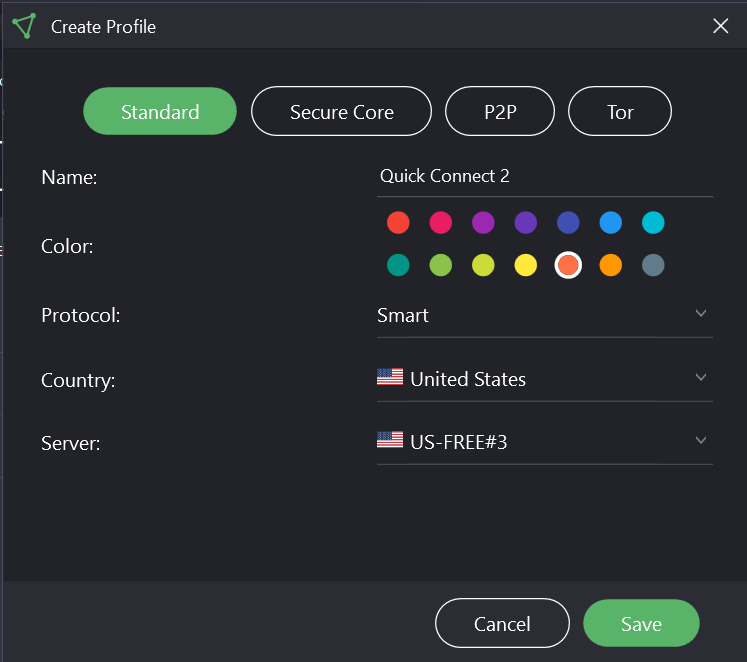 Create Profile
Standard Secure Core P2P Tor
Name: Quick Connect 2
Color:
Protocol: Smart
Country: United States
Server: US-FREE#3
Cancel Save